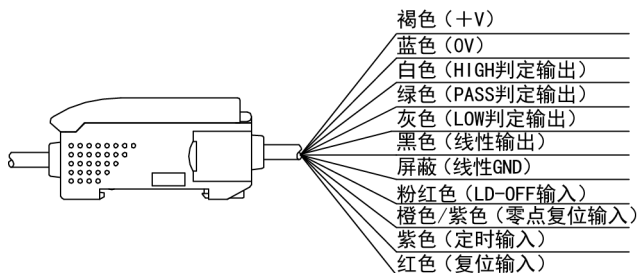 褐色(＋V)
蓝色(0V)
白色(HIGH判定输出)
绿色(PASS判定输出)
灰色(LOW判定输出)
黑色(线性输出)
屏蔽(线性GND)
粉红色(LD-OFF输入)
橙色/紫色(零点复位输入)
紫色(定时输入)
红色(复位输入)